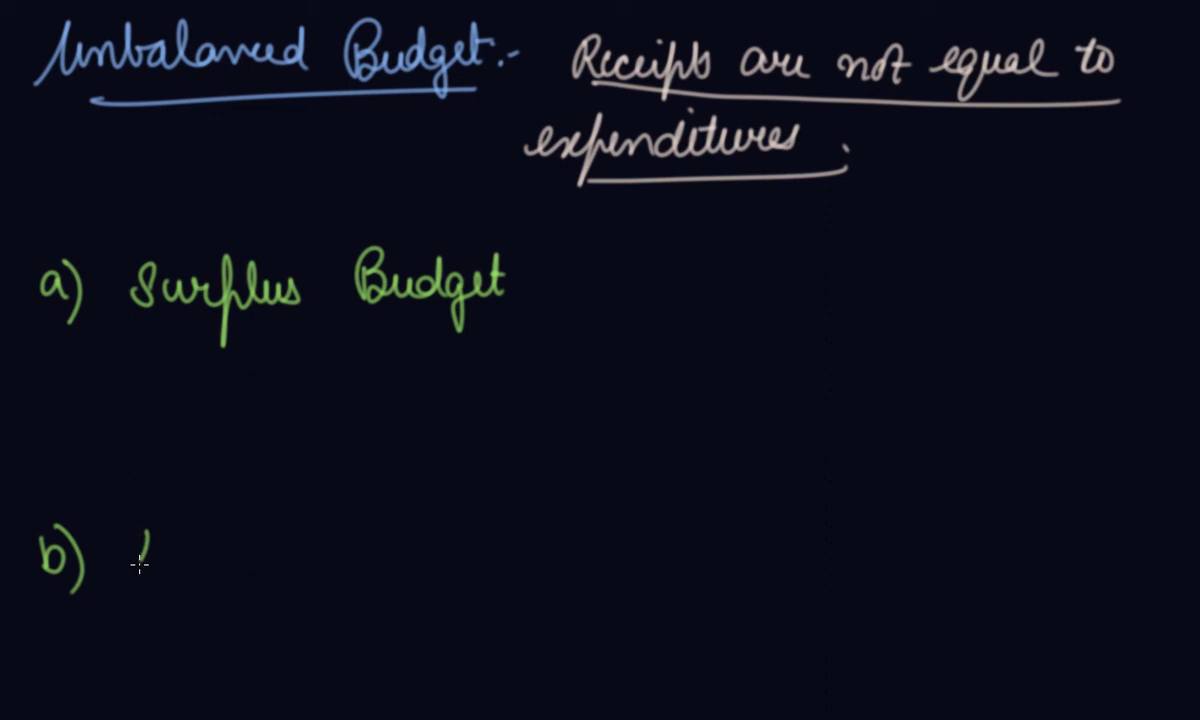 Unbalanced Budget :- Receipts are not equal to
expenditures.
a) Surplus Budget
b)